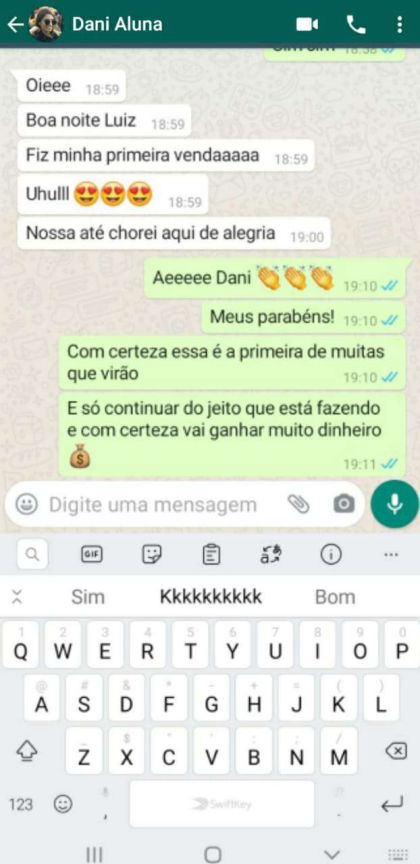 Dani Aluna
Sim sim 18:58
Oieee 18:59
Boa noite Luiz 18:59
Fiz minha primeira vendaaaaa 18:59
Uhulll 😍😍😍 18:59
Nossa até chorei aqui de alegria 19:00
Aeeeee Dani 👏👏👏 19:10
Meus parabéns! 19:10
Com certeza essa é a primeira de muitas
que virão 19:10
E só continuar do jeito que está fazendo
e com certeza vai ganhar muito dinheiro
💰 19:11
Digite uma mensagem
GIF
Sim Kkkkkkkkkk Bom
1 2 3 4 5 6 7 8 9 0
Q W E R T Y U I O P
@ # & * - + = ( )
A S D F G H J K L
_ $ " ' : ; /
Z X C V B N M
123 , SwiftKey .